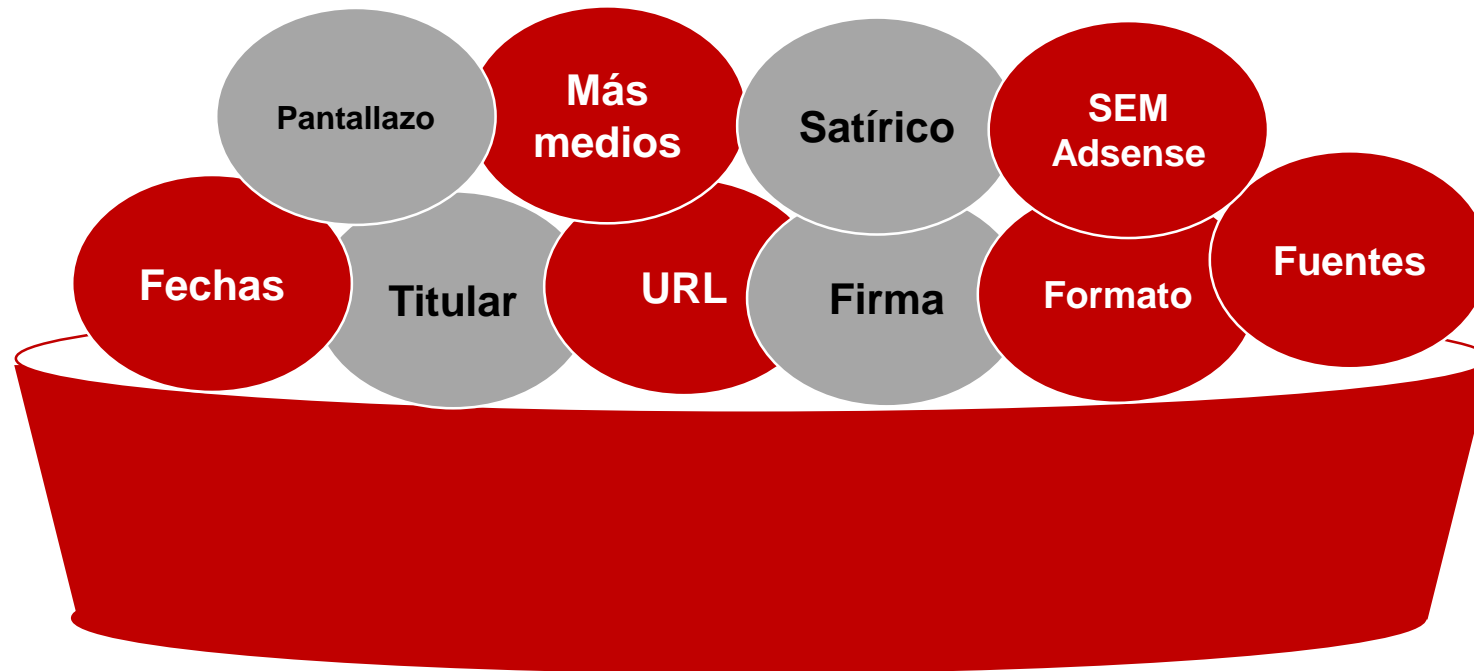 Pantallazo
Más
medios
Satírico
SEM
Adsense
Fechas
Titular
URL
Firma
Formato
Fuentes